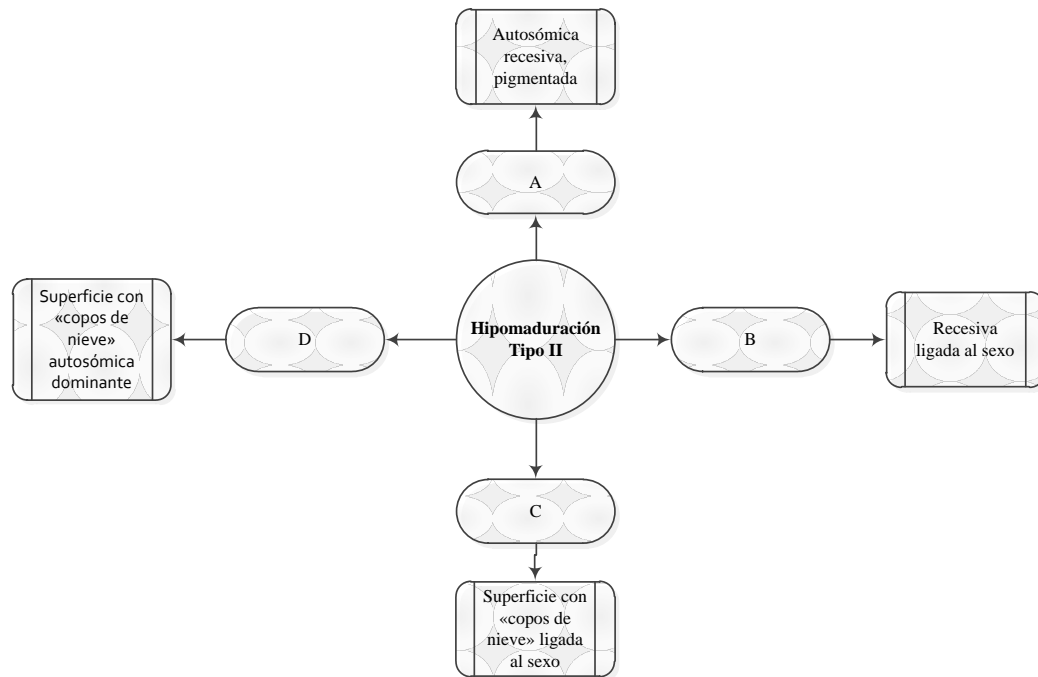 Autosómica
recesiva,
pigmentada
A
Hipomaduración
Tipo II
B
Recesiva
ligada al sexo
C
Superficie con
«copos de
nieve» ligada
al sexo
D
Superficie con
«copos de
nieve»
autosómica
dominante